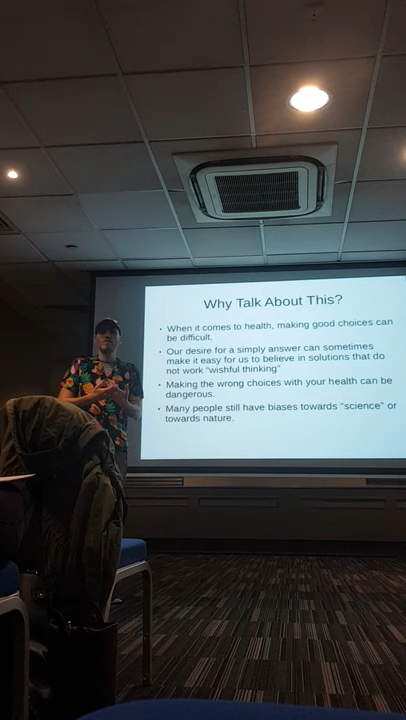 Why Talk About This?
• When it comes to health, making good choices can
be difficult.
• Our desire for a simply answer can sometimes
make it easy for us to believe in solutions that do
not work “wishful thinking”
• Making the wrong choices with your health can be
dangerous.
• Many people still have biases towards “science” or
towards nature.